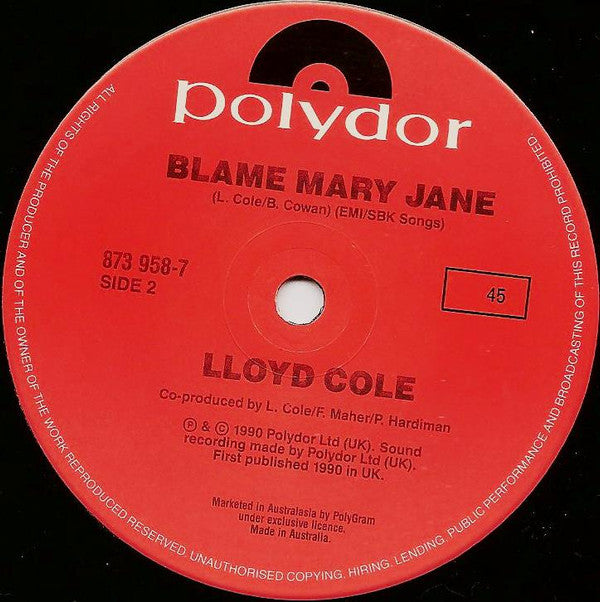 polydor
BLAME MARY JANE
(L. Cole/B. Cowan) (EMI/SBK Songs)
873 958-7
SIDE 2
45
LLOYD COLE
Co-produced by L. Cole/F. Maher/P. Hardiman
Ⓟ & © 1990 Polydor Ltd (UK). Sound
recording made by Polydor Ltd (UK).
First published 1990 in UK.
Marketed in Australasia by PolyGram
under exclusive licence.
Made in Australia.
ALL RIGHTS OF THE PRODUCER AND OF THE OWNER OF THE WORK REPRODUCED RESERVED. UNAUTHORISED COPYING. HIRING. LENDING. PUBLIC PERFORMANCE AND BROADCASTING OF THIS RECORD PROHIBITED.